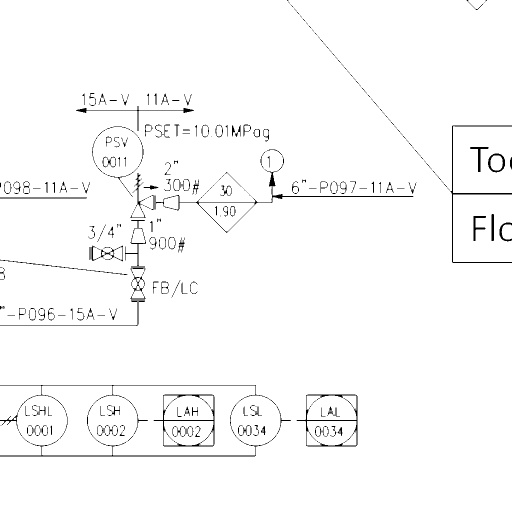 15A-V 11A-V
PSV
0011
PSET=10.01MPag
2"
300#
1
30
1.90
P098-11A-V
6"-P097-11A-V
3/4"
1"
900#
8
FB/LC
"-P096-15A-V
Flo
LSHL
0001
LSH
0002
LAH
0002
LSL
0034
LAL
0034